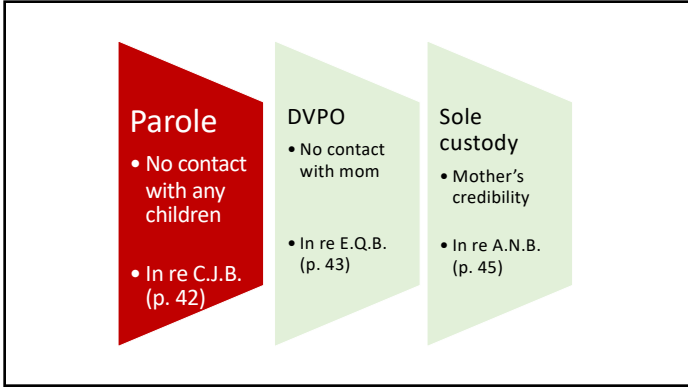 Parole
• No contact
with any
children
• In re C.J.B.
(p. 42)
DVPO
• No contact
with mom
• In re E.Q.B.
(p. 43)
Sole
custody
• Mother’s
credibility
• In re A.N.B.
(p. 45)